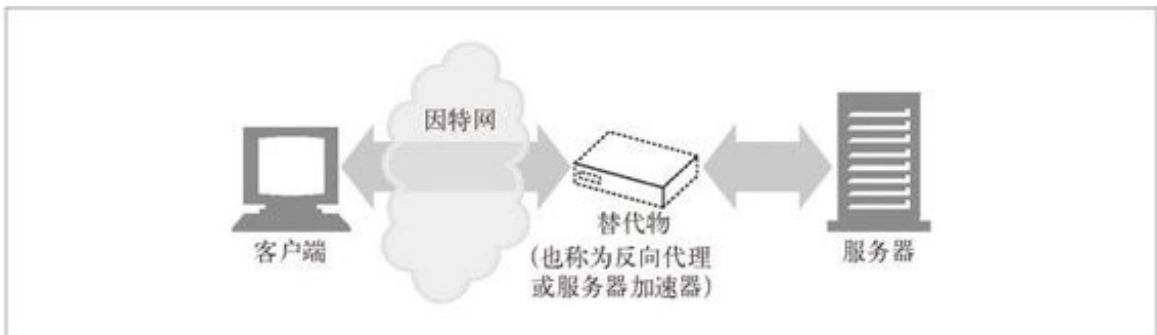 因特网
客户端
替代物
(也称为反向代理
或服务器加速器)
服务器